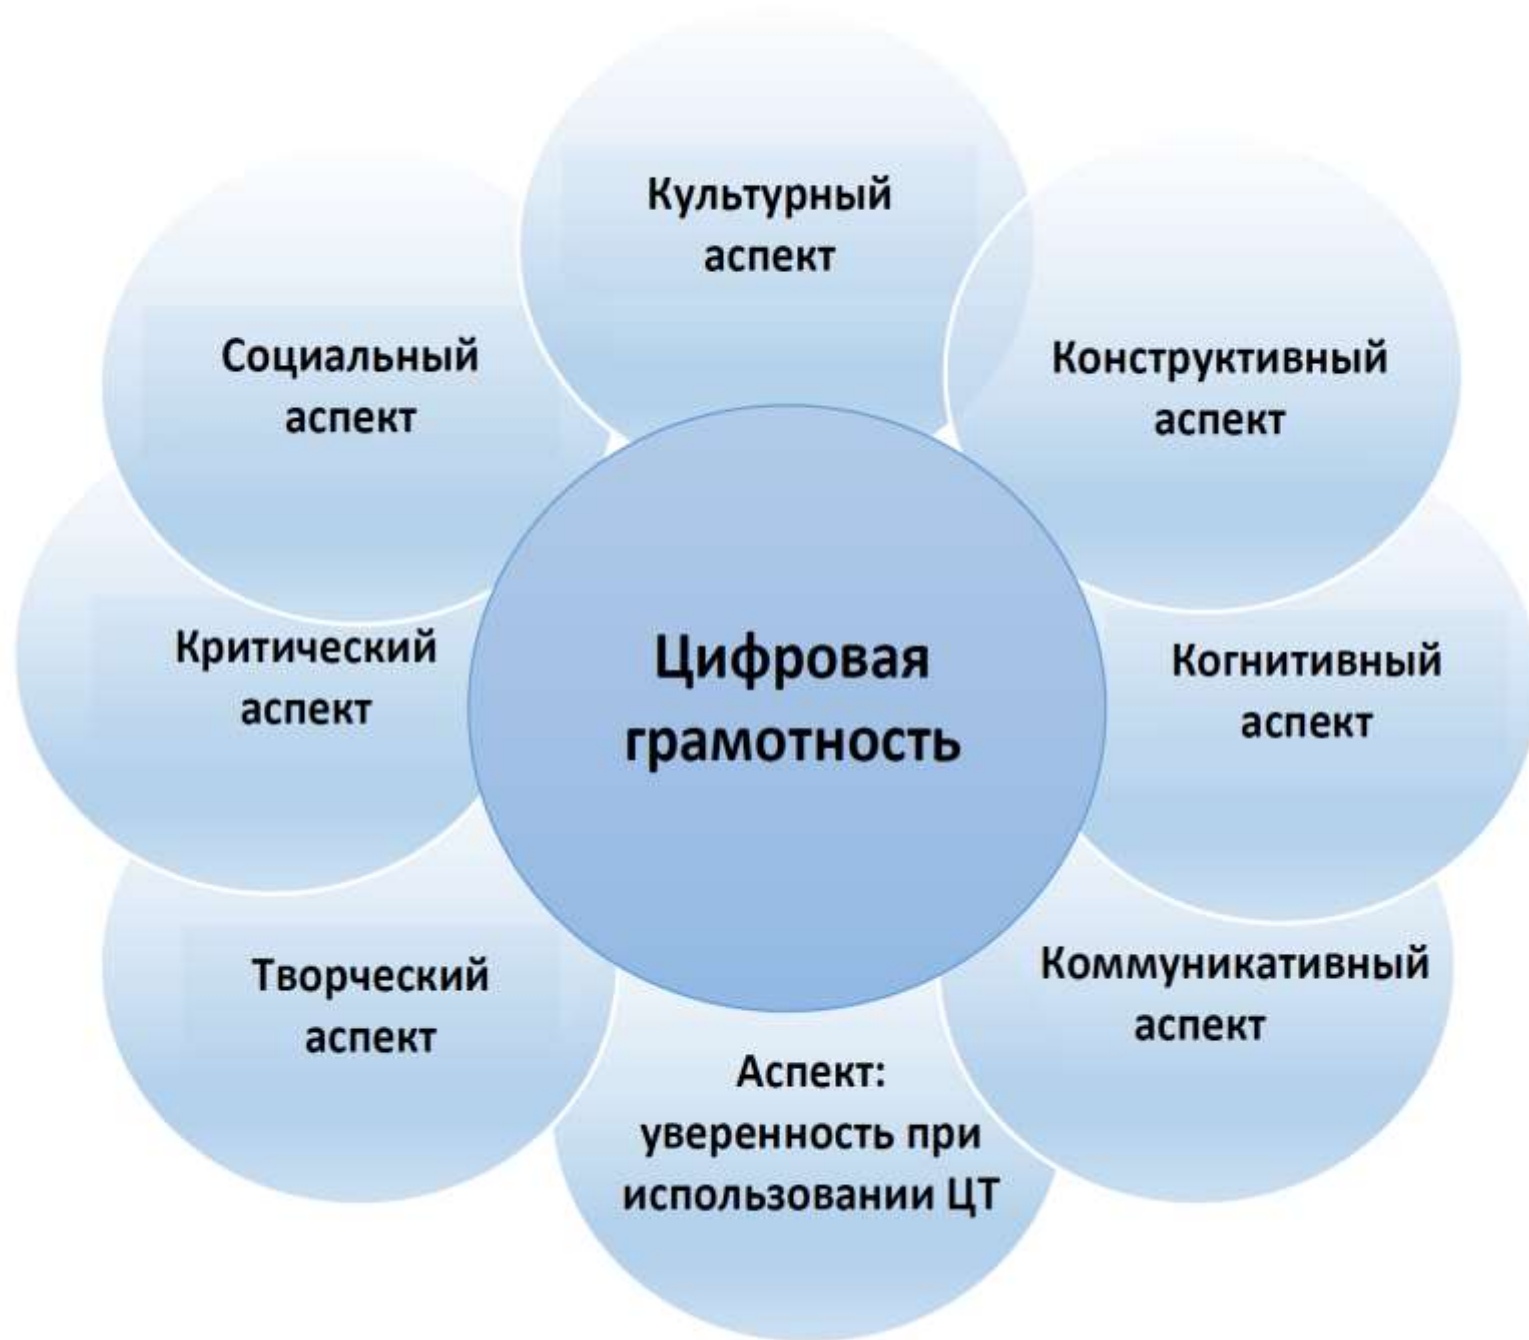 Культурный
аспект
Социальный
аспект
Конструктивный
аспект
Критический
аспект
Цифровая
грамотность
Когнитивный
аспект
Творческий
аспект
Коммуникативный
аспект
Аспект:
уверенность при
использовании ЦТ